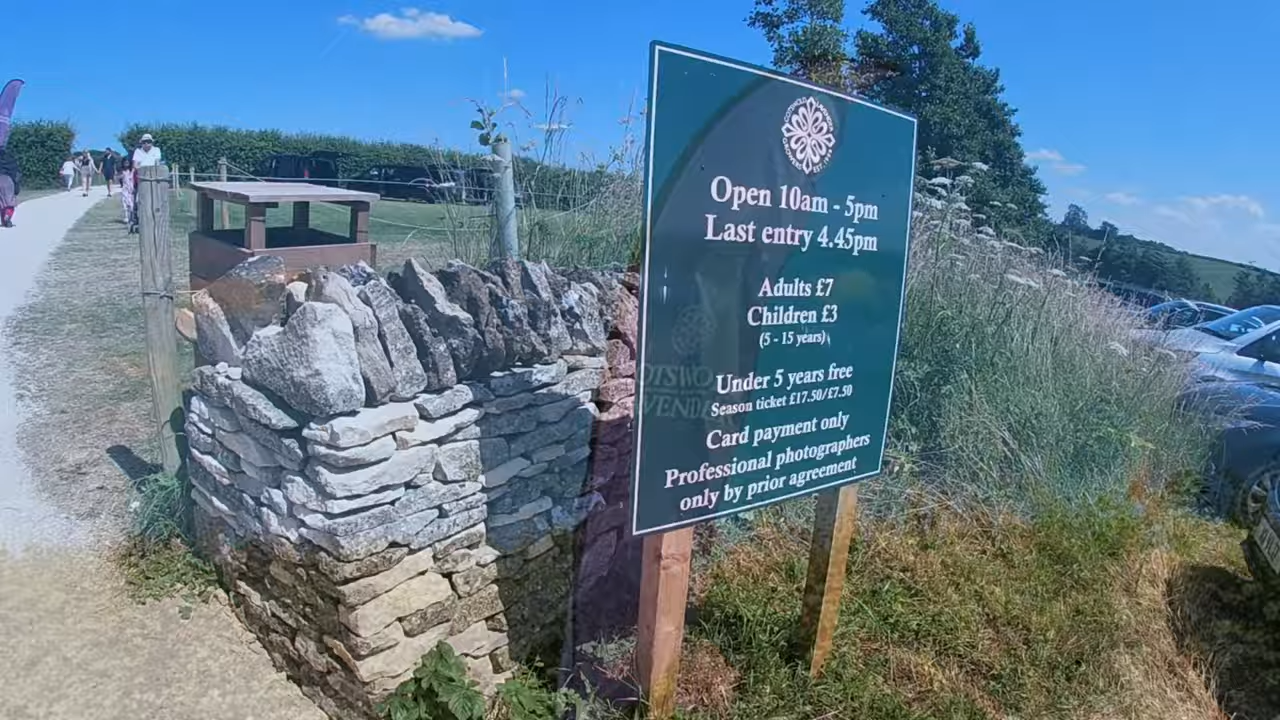 Open 10am - 5pm
Last entry 4.45pm
Adults £7
Children £3
(5 - 15 years)
Under 5 years free
Season ticket £17.50/£7.50
Card payment only
Professional photographers
only by prior agreement